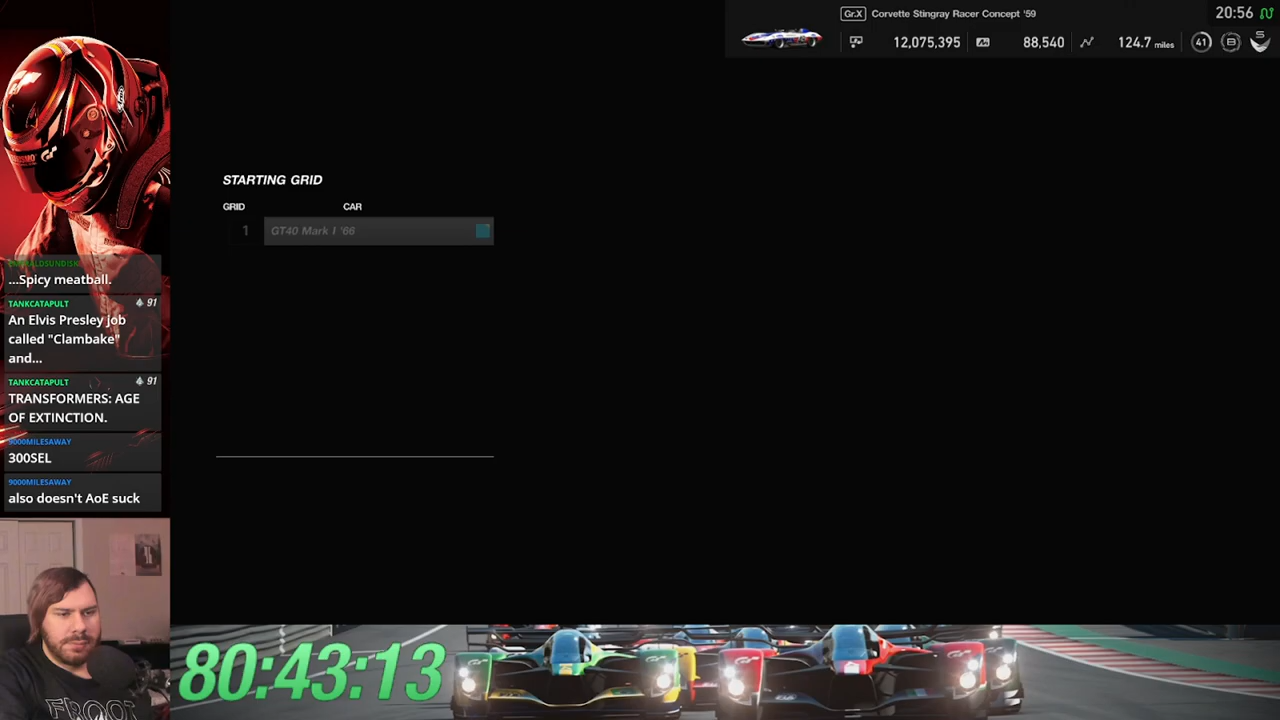 Gr.X Corvette Stingray Racer Concept '59
20:56
12,075,395
88,540
124.7 miles
41
B
S
STARTING GRID
GRID CAR
1 GT40 Mark I '66
...Spicy meatball.
TANKCATAPULT 91
An Elvis Presley job
called "Clambake"
and...
TANKCATAPULT 91
TRANSFORMERS: AGE
OF EXTINCTION.
9000MILESAWAY
300SEL
9000MILESAWAY
also doesn't AoE suck
80:43:13